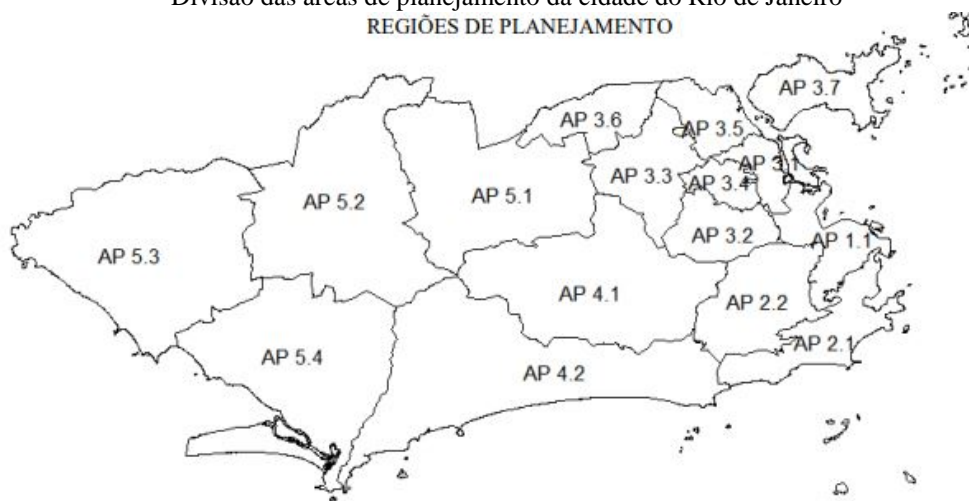 Divisão das áreas de planejamento da cidade do Rio de Janeiro
REGIÕES DE PLANEJAMENTO
AP 3.7
AP 3.6
AP 3.5
AP 3.1
AP 3.3
AP 3.4
AP 5.2
AP 5.1
AP 3.2
AP 1.1
AP 5.3
AP 4.1
AP 2.2
AP 5.4
AP 4.2
AP 2.1